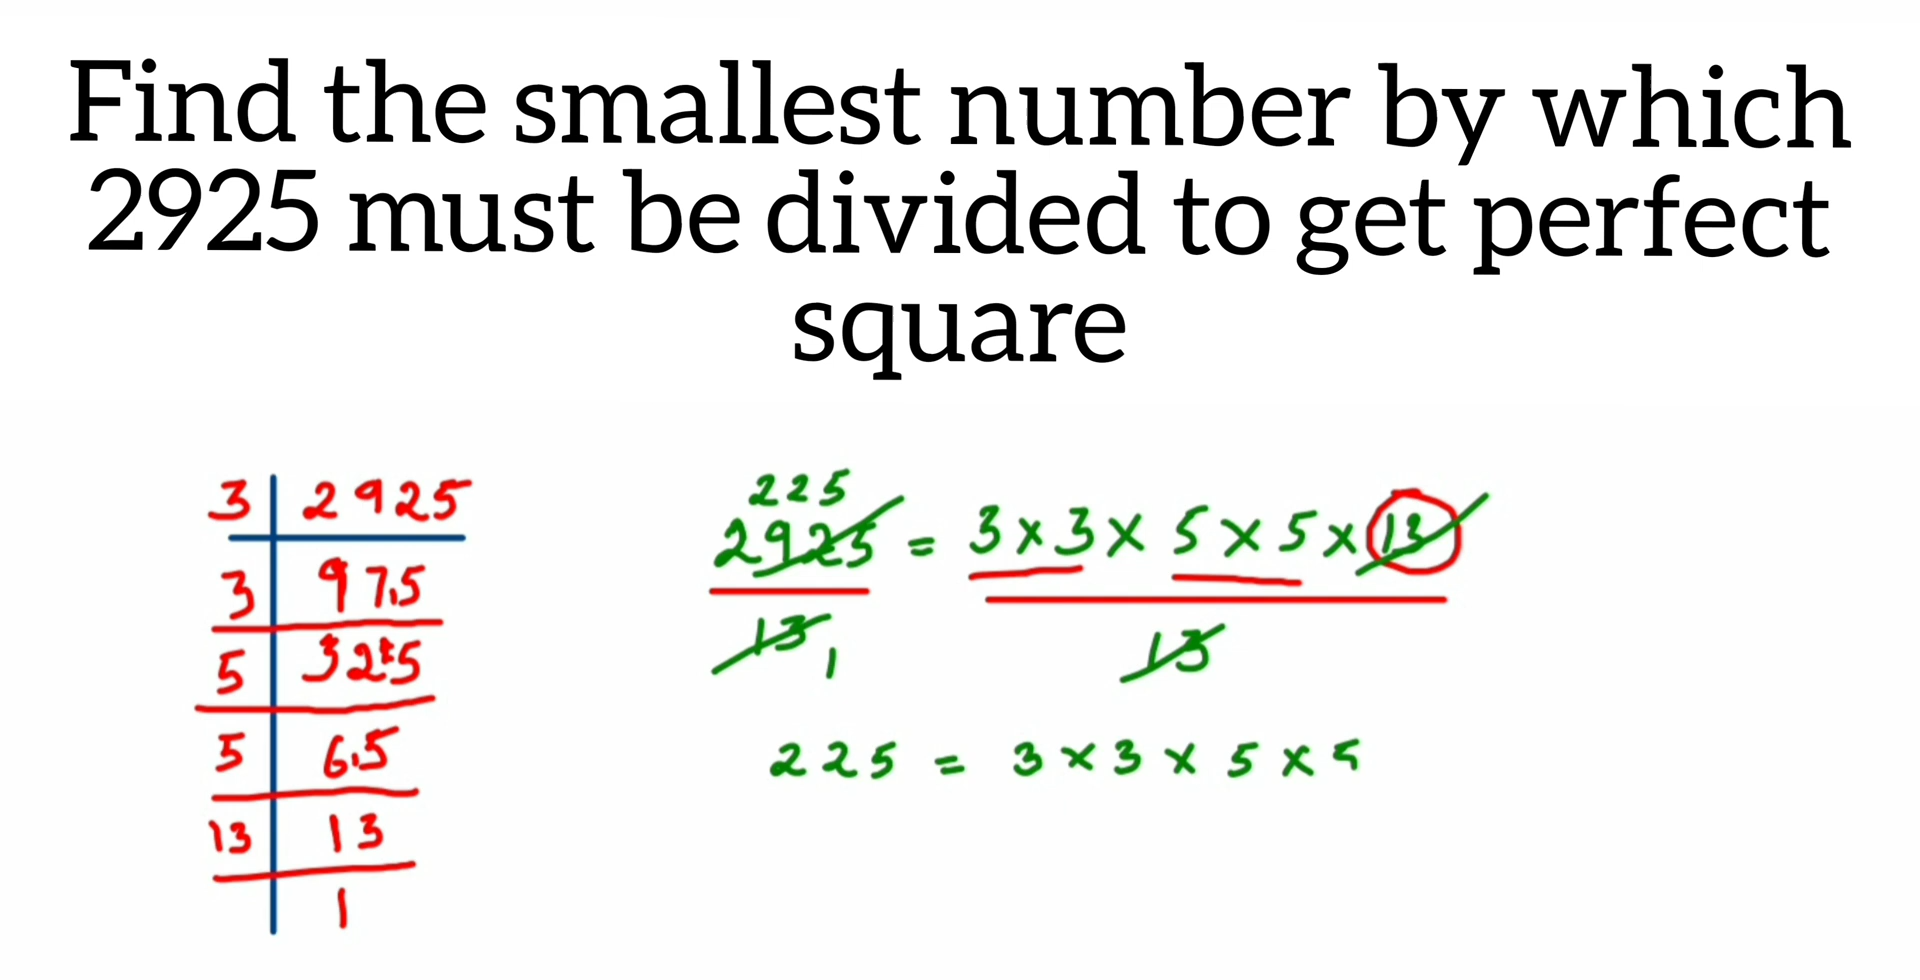 Find the smallest number by which
2925 must be divided to get perfect
square
3 2925
3 975
5 325
5 65
13 13
1
225
2925 = 3 × 3 × 5 × 5 × 13
13 1 13
225 = 3 × 3 × 5 × 5